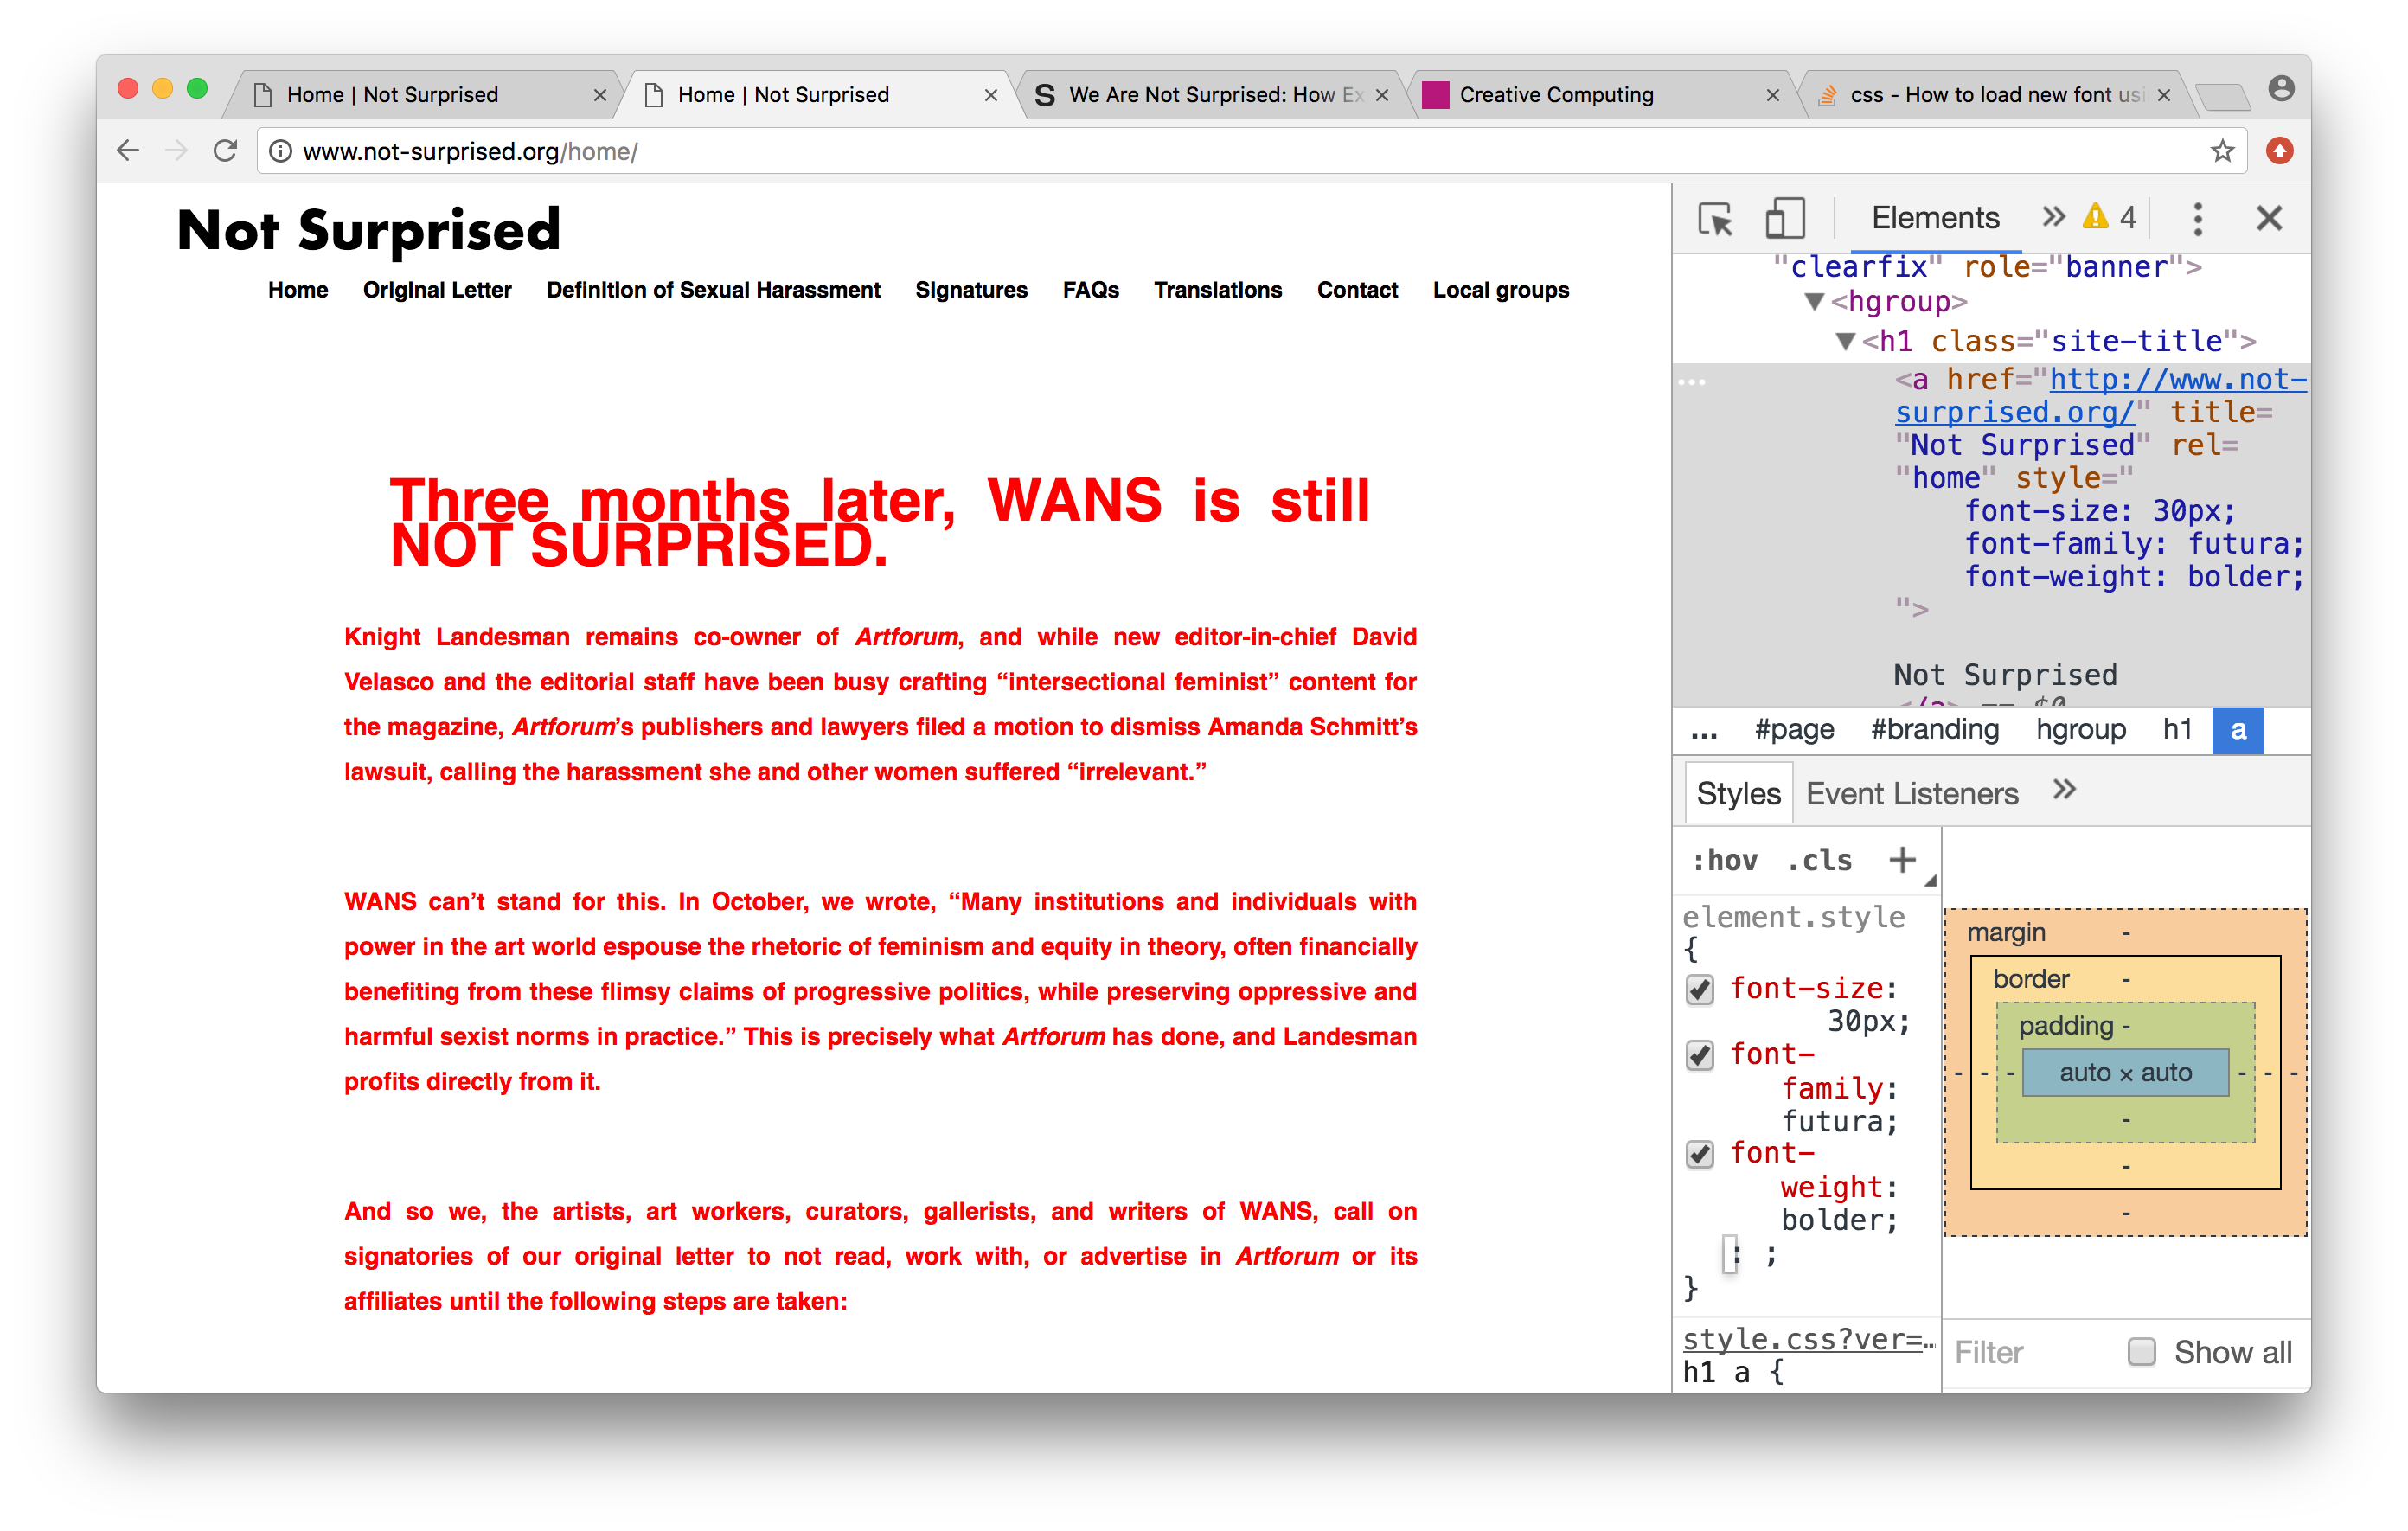 Home | Not Surprised
Home | Not Surprised
We Are Not Surprised: How Ex
Creative Computing
css - How to load new font usi
www.not-surprised.org/home/
Not Surprised
Home Original Letter Definition of Sexual Harassment Signatures FAQs Translations Contact Local groups
Three months later, WANS is still
NOT SURPRISED.
Knight Landesman remains co-owner of Artforum, and while new editor-in-chief David
Velasco and the editorial staff have been busy crafting “intersectional feminist” content for
the magazine, Artforum’s publishers and lawyers filed a motion to dismiss Amanda Schmitt’s
lawsuit, calling the harassment she and other women suffered “irrelevant.”
WANS can’t stand for this. In October, we wrote, “Many institutions and individuals with
power in the art world espouse the rhetoric of feminism and equity in theory, often financially
benefiting from these flimsy claims of progressive politics, while preserving oppressive and
harmful sexist norms in practice.” This is precisely what Artforum has done, and Landesman
profits directly from it.
And so we, the artists, art workers, curators, gallerists, and writers of WANS, call on
signatories of our original letter to not read, work with, or advertise in Artforum or its
affiliates until the following steps are taken:
Elements » 4
"clearfix" role="banner">
▼<hgroup>
▼<h1 class="site-title">
<a href="http://www.not-
surprised.org/" title=
"Not Surprised" rel=
"home" style="
font-size: 30px;
font-family: futura;
font-weight: bolder;
">
Not Surprised
</a> == $0
... #page #branding hgroup h1 a
Styles Event Listeners »
:hov .cls +
element.style
{
font-size:
30px;
font-
family:
futura;
font-
weight:
bolder;
: ;
}
style.css?ver=…
h1 a {
margin -
border -
padding -
- - - auto × auto - - -
-
-
-
Filter Show all